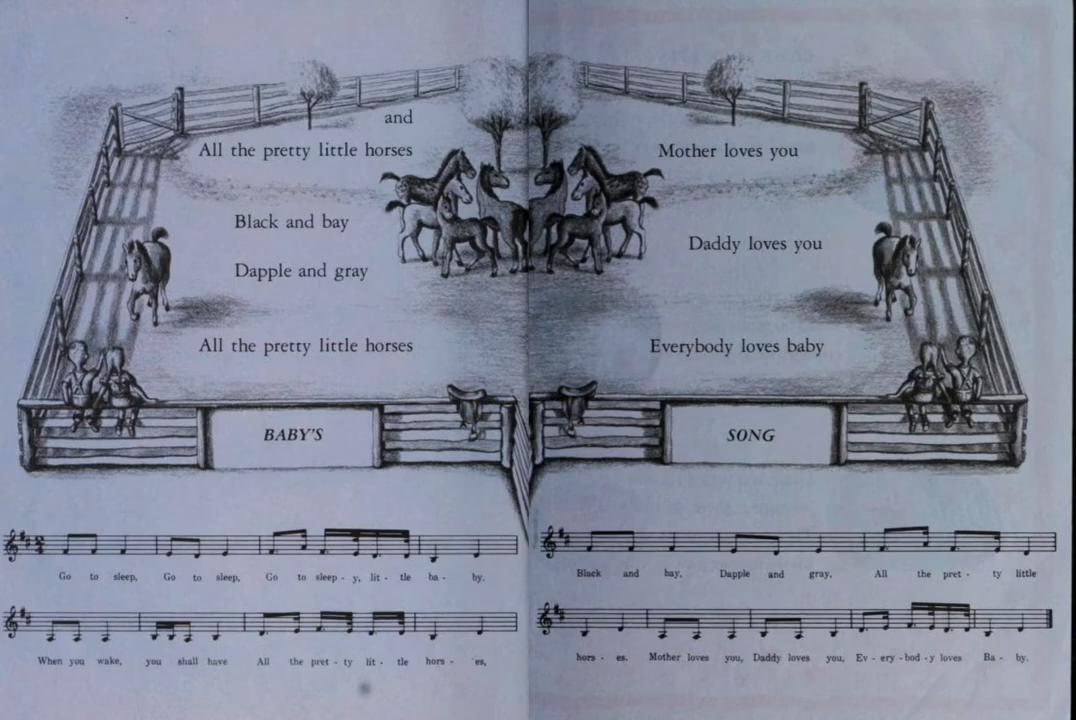 and
All the pretty little horses
Black and bay
Dapple and gray
All the pretty little horses
BABY'S
Go to sleep, Go to sleep, Go to sleep - y, lit - tle ba - by.
When you wake, you shall have All the pret - ty lit - tle hors - es,
Mother loves you
Daddy loves you
Everybody loves baby
SONG
Black and bay, Dapple and gray, All the pret - ty little
hors - es. Mother loves you, Daddy loves you, Ev - ery - bod - y loves Ba - by.